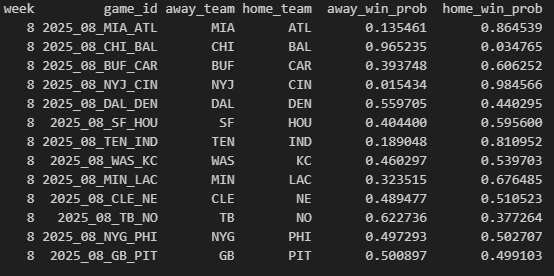 week game_id away_team home_team away_win_prob home_win_prob
8 2025_08_MIA_ATL MIA ATL 0.135461 0.864539
8 2025_08_CHI_BAL CHI BAL 0.965235 0.034765
8 2025_08_BUF_CAR BUF CAR 0.393748 0.606252
8 2025_08_NYJ_CIN NYJ CIN 0.015434 0.984566
8 2025_08_DAL_DEN DAL DEN 0.559705 0.440295
8 2025_08_SF_HOU SF HOU 0.404400 0.595600
8 2025_08_TEN_IND TEN IND 0.189048 0.810952
8 2025_08_WAS_KC WAS KC 0.460297 0.539703
8 2025_08_MIN_LAC MIN LAC 0.323515 0.676485
8 2025_08_CLE_NE CLE NE 0.489477 0.510523
8 2025_08_TB_NO TB NO 0.622736 0.377264
8 2025_08_NYG_PHI NYG PHI 0.497293 0.502707
8 2025_08_GB_PIT GB PIT 0.500897 0.499103